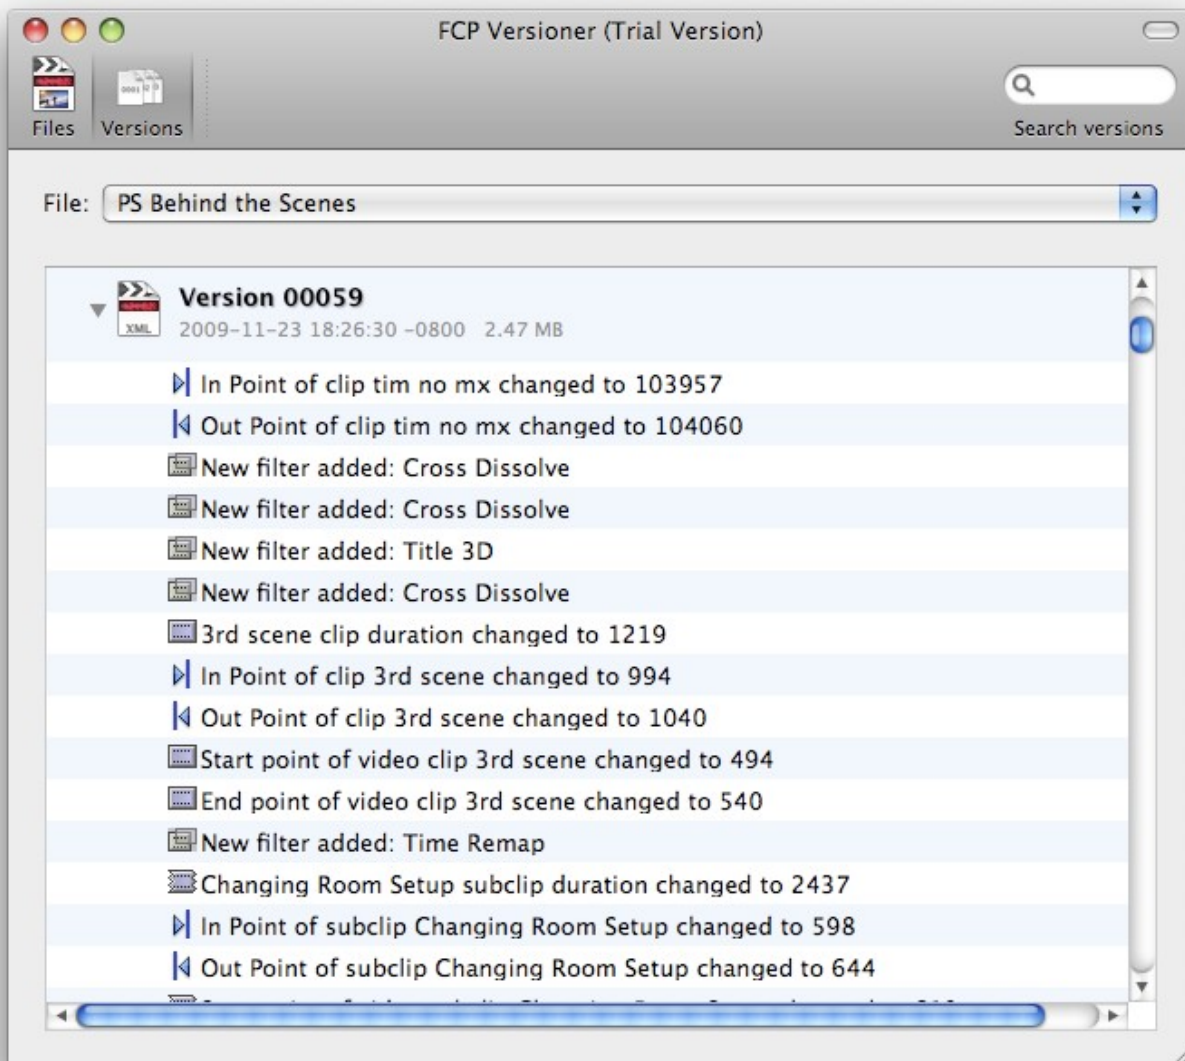 FCP Versioner (Trial Version)
Files
Versions
Search versions
File: PS Behind the Scenes
Version 00059
XML
2009-11-23 18:26:30 -0800 2.47 MB
In Point of clip tim no mx changed to 103957
Out Point of clip tim no mx changed to 104060
New filter added: Cross Dissolve
New filter added: Cross Dissolve
New filter added: Title 3D
New filter added: Cross Dissolve
3rd scene clip duration changed to 1219
In Point of clip 3rd scene changed to 994
Out Point of clip 3rd scene changed to 1040
Start point of video clip 3rd scene changed to 494
End point of video clip 3rd scene changed to 540
New filter added: Time Remap
Changing Room Setup subclip duration changed to 2437
In Point of subclip Changing Room Setup changed to 598
Out Point of subclip Changing Room Setup changed to 644